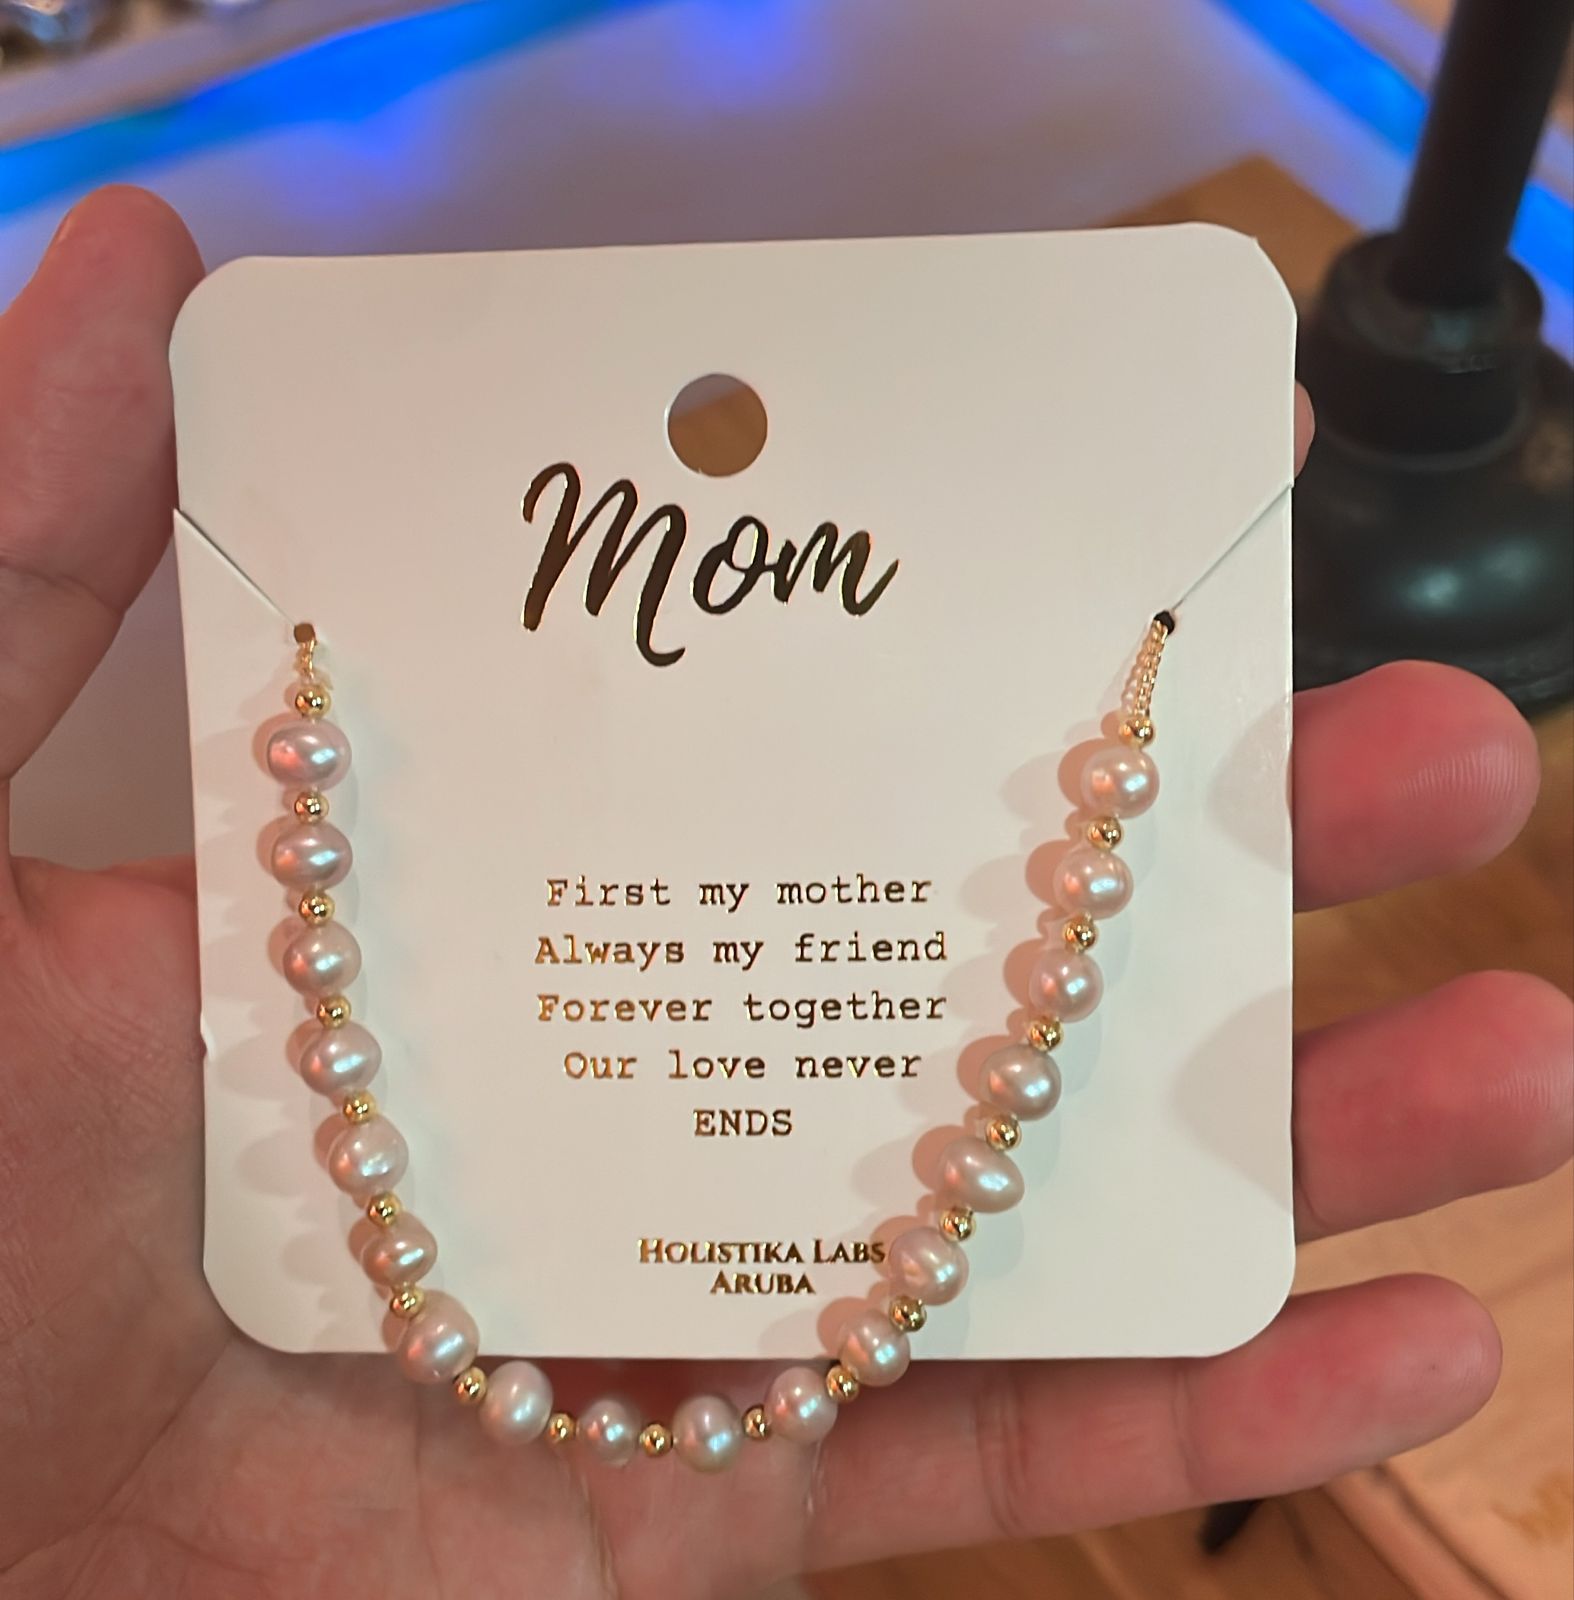 Mom
First my mother
Always my friend
Forever together
Our love never
ENDS
HOLISTIKA LABS
ARUBA